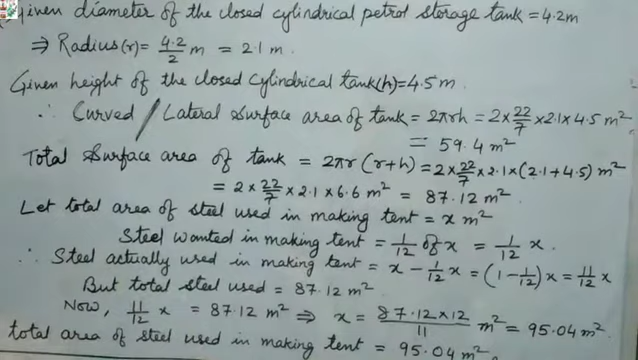 Given diameter of the closed cylindrical petrol storage tank = 4.2m
⇒ Radius(r) = 4.2/2 m = 2.1 m.
Given height of the closed cylindrical tank(h) = 4.5 m.
∴ Curved / Lateral Surface area of tank = 2πrh = 2 × 22/7 × 2.1 × 4.5 m²
= 59.4 m²
Total Surface area of tank = 2πr (r+h) = 2 × 22/7 × 2.1 × (2.1 + 4.5) m²
= 2 × 22/7 × 2.1 × 6.6 m² = 87.12 m²
Let total area of steel used in making tent = x m²
Steel wanted in making tent = 1/12 of x = 1/12 x.
∴ Steel actually used in making tent = x - 1/12 x = (1 - 1/12) x = 11/12 x
But total steel used = 87.12 m²
Now, 11/12 x = 87.12 m² ⇒ x = 87.12 × 12/11 m² = 95.04 m²
total area of steel used in making tent = 95.04 m².